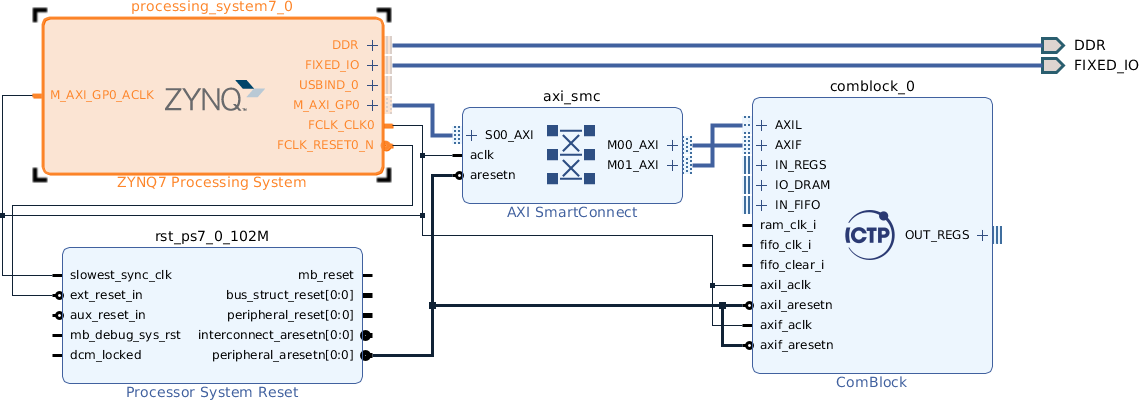 processing_system7_0
DDR
FIXED_IO
USBIND_0
M_AXI_GP0
FCLK_CLK0
FCLK_RESET0_N
M_AXI_GP0_ACLK
ZYNQ
ZYNQ7 Processing System
DDR
FIXED_IO
axi_smc
S00_AXI
aclk
aresetn
M00_AXI
M01_AXI
AXI SmartConnect
comblock_0
AXIL
AXIF
IN_REGS
IO_DRAM
IN_FIFO
ram_clk_i
fifo_clk_i
fifo_clear_i
axil_aclk
axil_aresetn
axif_aclk
axif_aresetn
ICTP
OUT_REGS
ComBlock
rst_ps7_0_102M
slowest_sync_clk
ext_reset_in
aux_reset_in
mb_debug_sys_rst
dcm_locked
mb_reset
bus_struct_reset[0:0]
peripheral_reset[0:0]
interconnect_aresetn[0:0]
peripheral_aresetn[0:0]
Processor System Reset